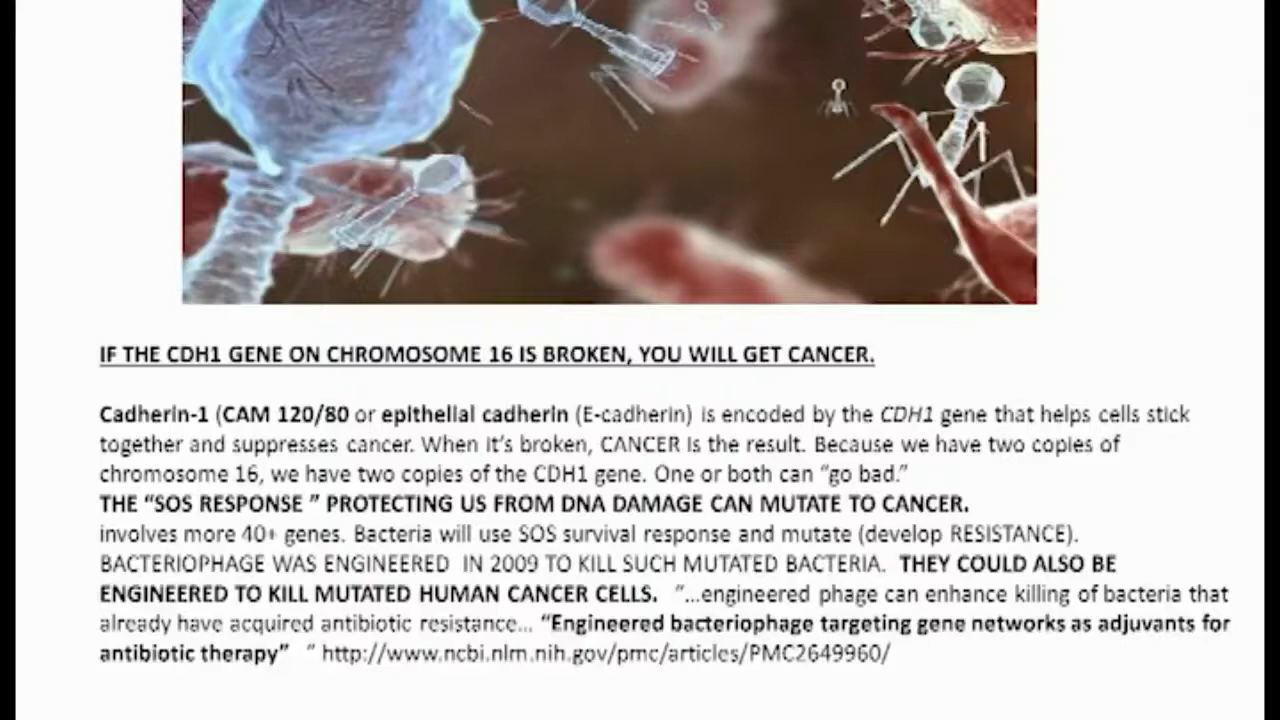 IF THE CDH1 GENE ON CHROMOSOME 16 IS BROKEN, YOU WILL GET CANCER.
Cadherin-1 (CAM 120/80 or epithelial cadherin (E-cadherin) is encoded by the CDH1 gene that helps cells stick
together and suppresses cancer. When it's broken, CANCER is the result. Because we have two copies of
chromosome 16, we have two copies of the CDH1 gene. One or both can "go bad."
THE "SOS RESPONSE " PROTECTING US FROM DNA DAMAGE CAN MUTATE TO CANCER.
involves more 40+ genes. Bacteria will use SOS survival response and mutate (develop RESISTANCE).
BACTERIOPHAGE WAS ENGINEERED IN 2009 TO KILL SUCH MUTATED BACTERIA. THEY COULD ALSO BE
ENGINEERED TO KILL MUTATED HUMAN CANCER CELLS. "...engineered phage can enhance killing of bacteria that
already have acquired antibiotic resistance... "Engineered bacteriophage targeting gene networks as adjuvants for
antibiotic therapy" " http://www.ncbi.nlm.nih.gov/pmc/articles/PMC2649960/